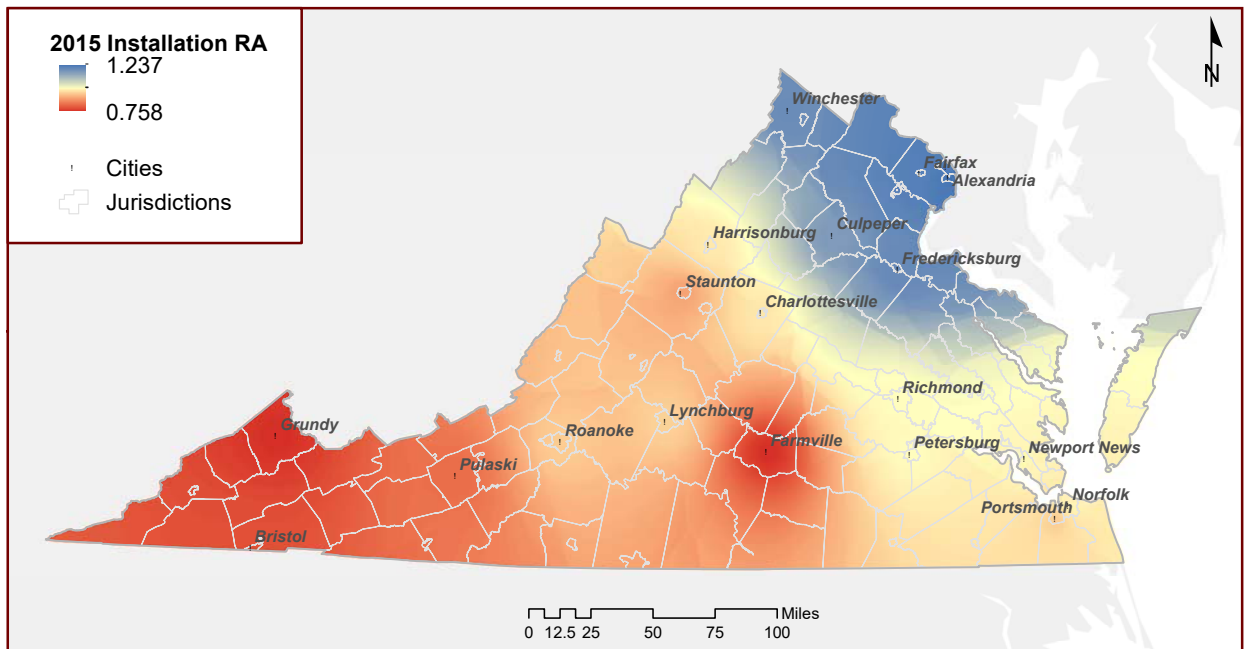 2015 Installation RA
1.237
0.758
Cities
Jurisdictions
N
Winchester
Fairfax
Alexandria
Culpeper
Harrisonburg
Fredericksburg
Staunton
Charlottesville
Richmond
Lynchburg
Grundy
Roanoke
Farmville
Petersburg
Newport News
Pulaski
Norfolk
Portsmouth
Bristol
Miles
0 12.5 25 50 75 100